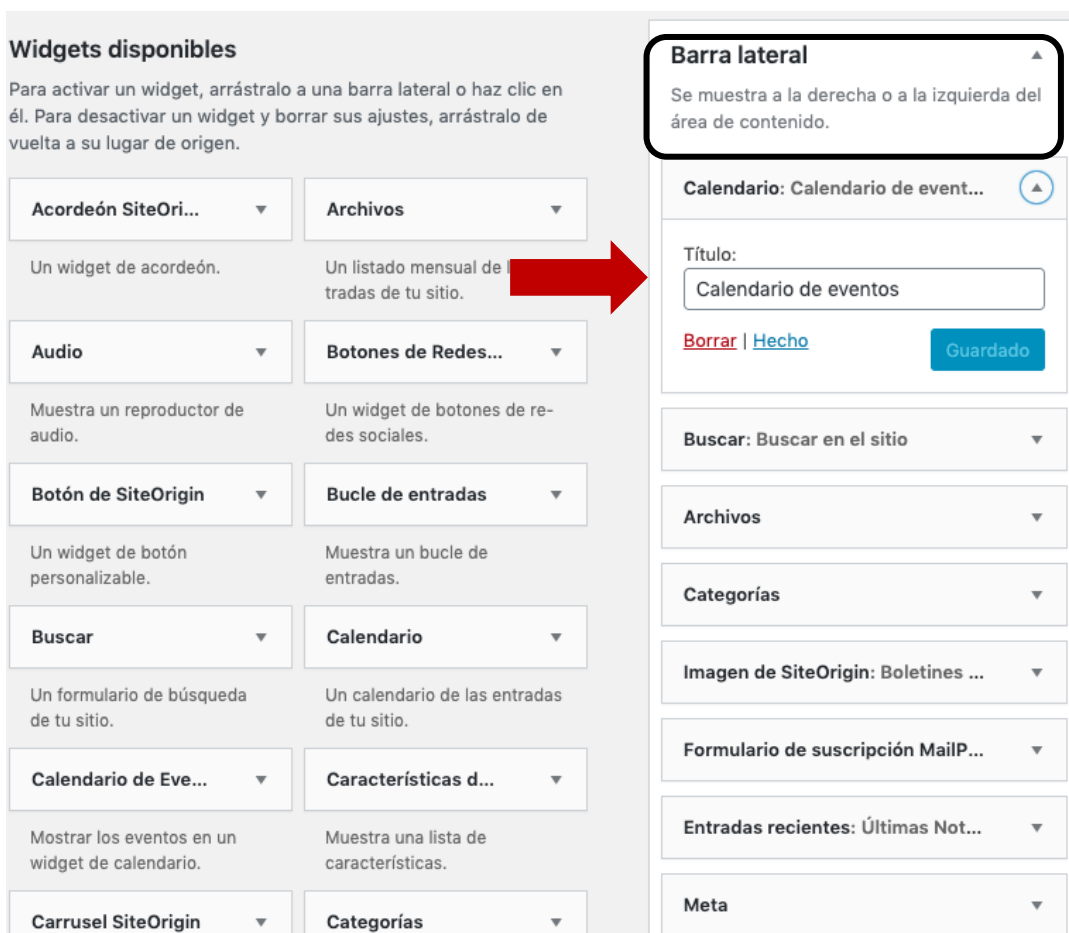 Widgets disponibles
Para activar un widget, arrástralo a una barra lateral o haz clic en
él. Para desactivar un widget y borrar sus ajustes, arrástralo de
vuelta a su lugar de origen.
Acordeón SiteOri...
Un widget de acordeón.
Archivos
Un listado mensual de
tradas de tu sitio.
Audio
Muestra un reproductor de
audio.
Botones de Redes...
Un widget de botones de re-
des sociales.
Botón de SiteOrigin
Un widget de botón
personalizable.
Bucle de entradas
Muestra un bucle de
entradas.
Buscar
Un formulario de búsqueda
de tu sitio.
Calendario
Un calendario de las entradas
de tu sitio.
Calendario de Eve...
Mostrar los eventos en un
widget de calendario.
Características d...
Muestra una lista de
características.
Carrusel SiteOrigin
Categorías
Barra lateral
Se muestra a la derecha o a la izquierda del
área de contenido.
Calendario: Calendario de event...
Título:
Calendario de eventos
Borrar | Hecho
Guardado
Buscar: Buscar en el sitio
Archivos
Categorías
Imagen de SiteOrigin: Boletines ...
Formulario de suscripción MailP...
Entradas recientes: Últimas Not...
Meta